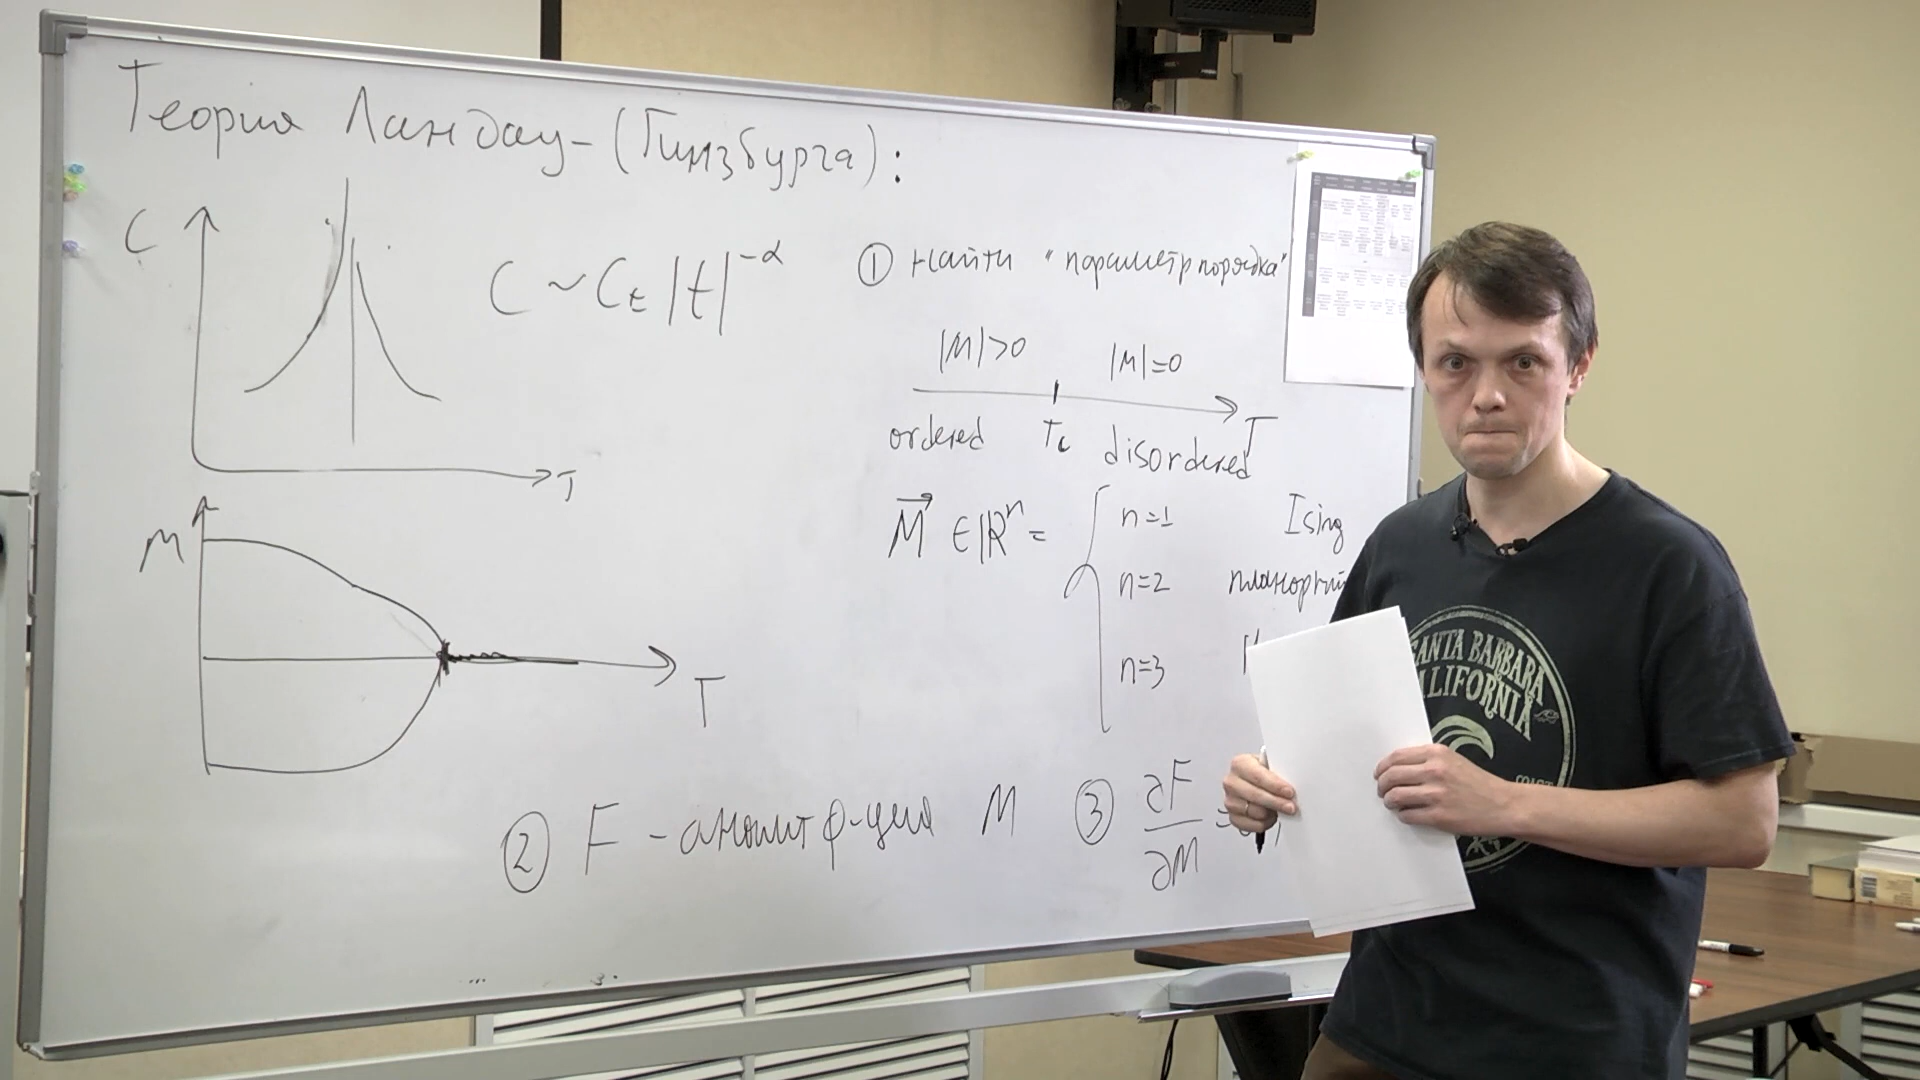 Теория Ландау-(Гинзбурга):
C
C ~ C_t |t|^{-α}
T
① найти "параметр порядка"
|M|>0 |M|=0
ordered T_c disordered T
M⃗ ∈ ℝ^n =
n=1 Ising
n=2
n=3
M
T
② F - аналит ф-ция M
③ ∂F/∂M =
SANTA BARBARA
CALIFORNIA